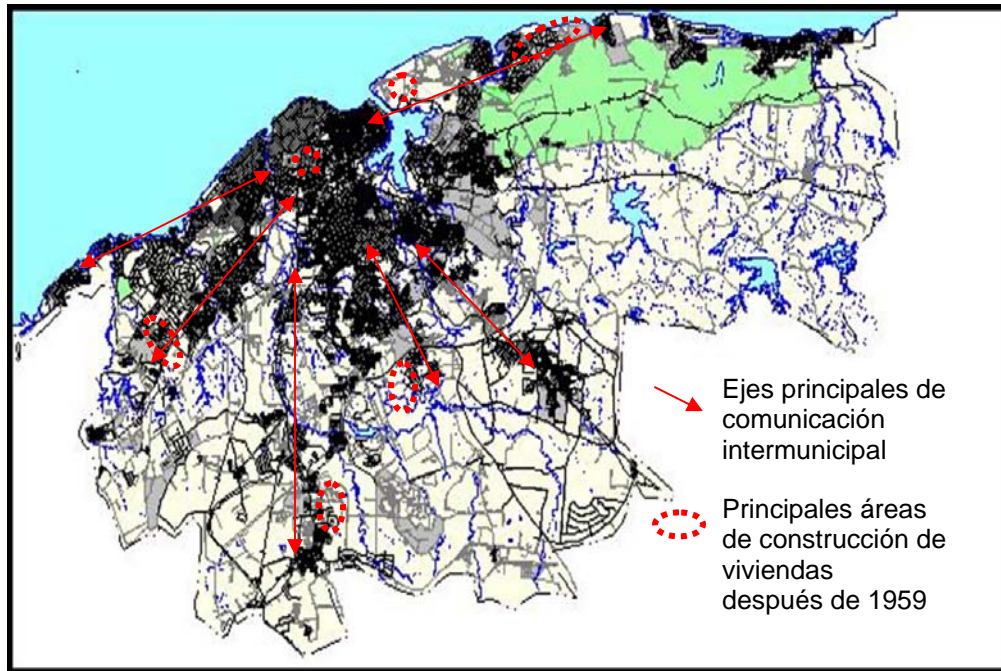 Ejes principales de
comunicación
intermunicipal
Principales áreas
de construcción de
viviendas
después de 1959